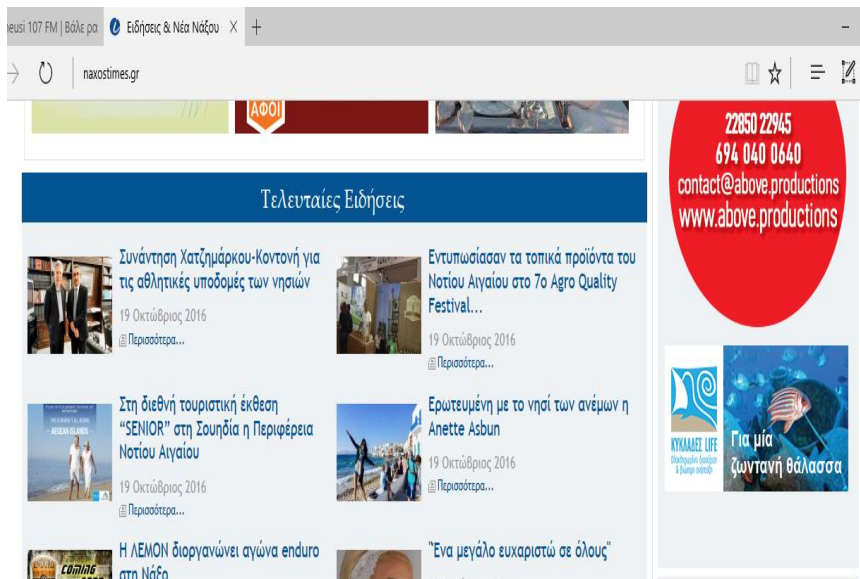 neusi 107 FM | Βάλε ρα
Ειδήσεις & Νέα Νάξου
naxostimes.gr
ΑΦΟΙ
22850 22945
694 040 0640
contact@above.productions
www.above.productions
Τελευταίες Ειδήσεις
Συνάντηση Χατζημάρκου-Κοντονή για
τις αθλητικές υποδομές των νησιών
19 Οκτώβριος 2016
Περισσότερα...
Εντυπωσίασαν τα τοπικά προϊόντα του
Νοτίου Αιγαίου στο 7ο Agro Quality
Festival...
19 Οκτώβριος 2016
Περισσότερα...
Στη διεθνή τουριστική έκθεση
“SENIOR” στη Σουηδία η Περιφέρεια
Νοτίου Αιγαίου
19 Οκτώβριος 2016
Περισσότερα...
AEGEAN ISLANDS
Ερωτευμένη με το νησί των ανέμων η
Anette Asbun
19 Οκτώβριος 2016
Περισσότερα...
ΚΥΚΛΑΔΕΣ LIFE
Για μία
ζωντανή θάλασσα
Η ΛΕΜΟΝ διοργανώνει αγώνα enduro
στη Νάξο
COMING
"Ένα μεγάλο ευχαριστώ σε όλους"